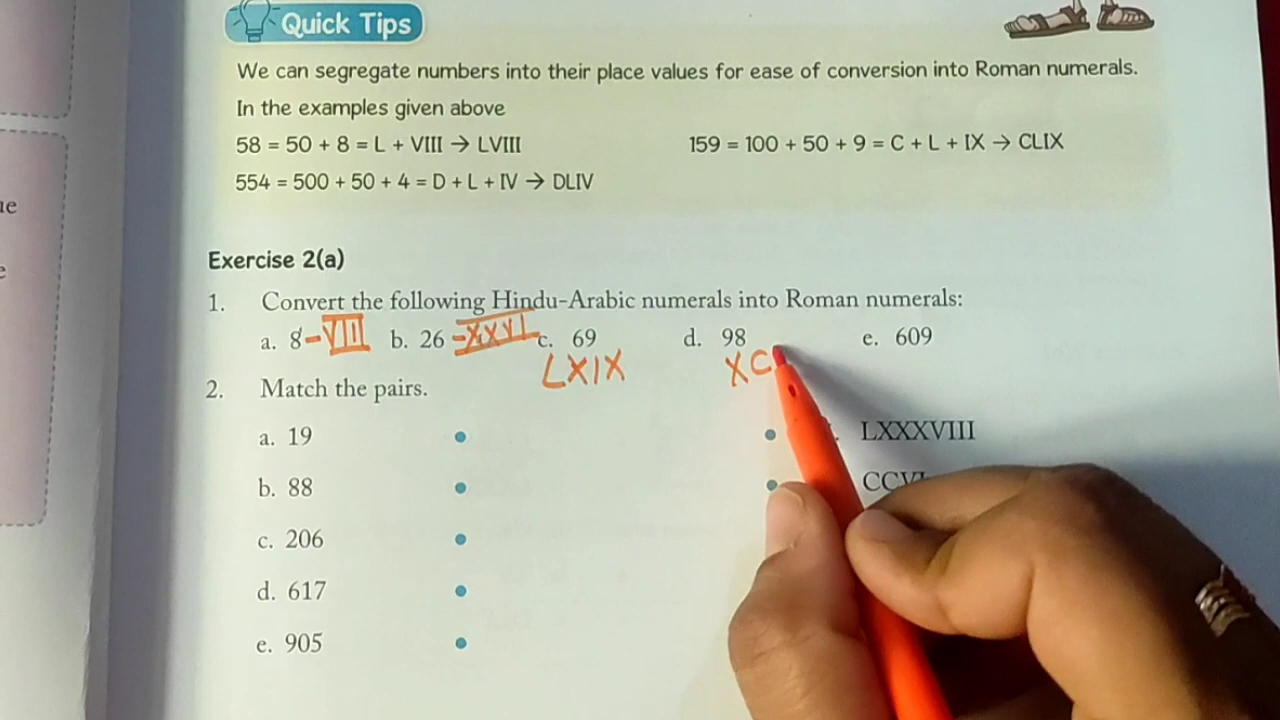 Quick Tips
We can segregate numbers into their place values for ease of conversion into Roman numerals.
In the examples given above
58 = 50 + 8 = L + VIII → LVIII 159 = 100 + 50 + 9 = C + L + IX → CLIX
554 = 500 + 50 + 4 = D + L + IV → DLIV
Exercise 2(a)
1. Convert the following Hindu-Arabic numerals into Roman numerals:
a. 8 - VIII b. 26 - XXVI c. 69 d. 98 e. 609
LXIX XC
2. Match the pairs.
a. 19 LXXXVIII
b. 88
c. 206
d. 617
e. 905